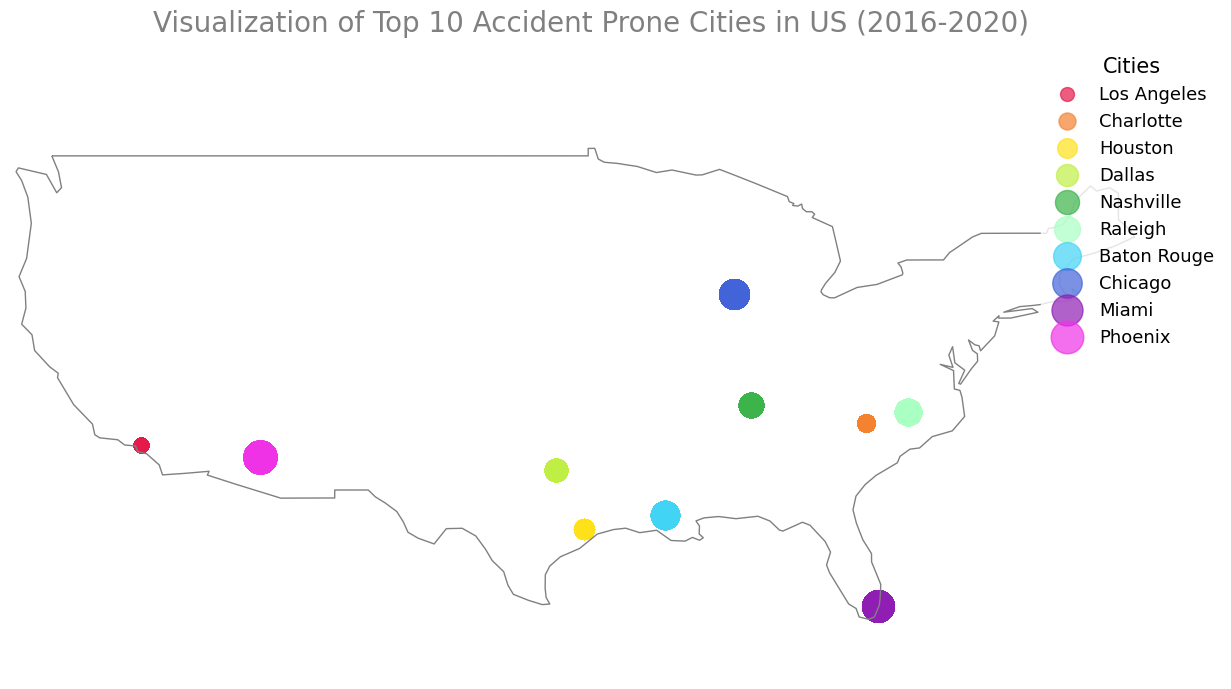 Visualization of Top 10 Accident Prone Cities in US (2016-2020)
Cities
Los Angeles
Charlotte
Houston
Dallas
Nashville
Raleigh
Baton Rouge
Chicago
Miami
Phoenix